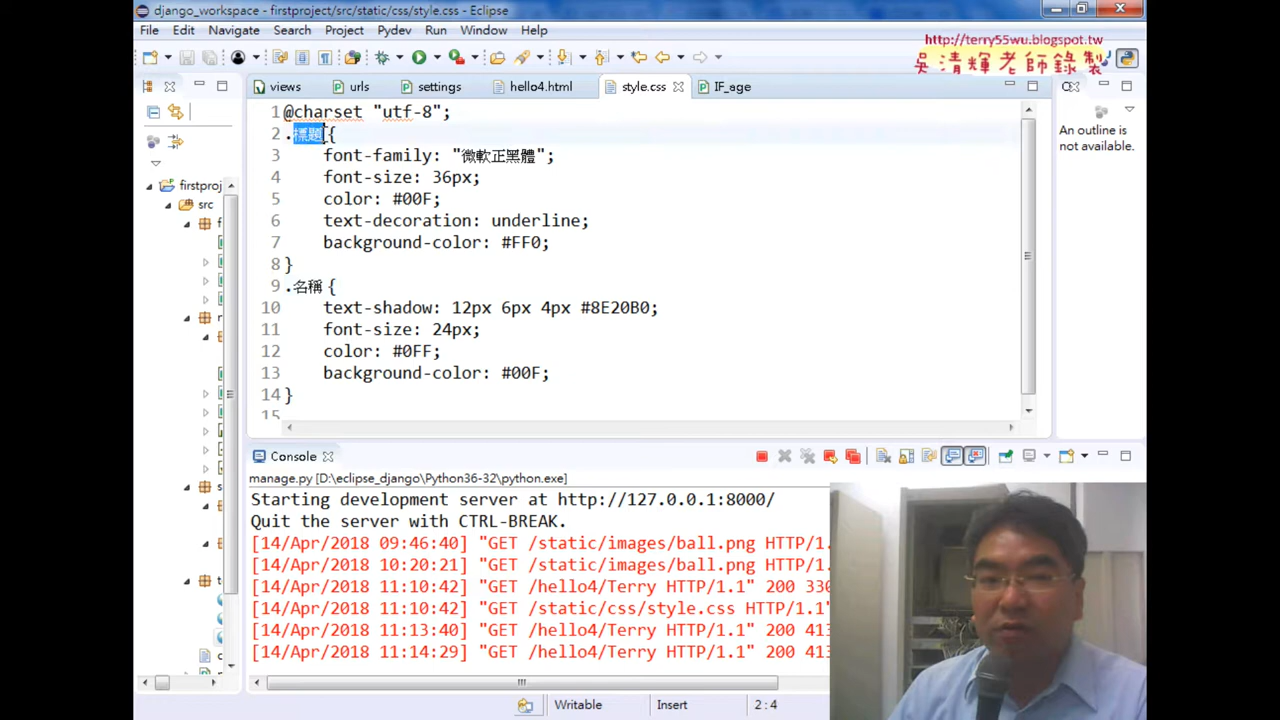 django_workspace - firstproject/src/static/css/style.css - Eclipse
File Edit Navigate Search Project Pydev Run Window Help
http://terry55wu.blogspot.tw
吳清輝老師錄製
views urls settings hello4.html style.css IF_age
1 @charset "utf-8";
2 .標題 {
3 font-family: "微軟正黑體";
4 font-size: 36px;
5 color: #00F;
6 text-decoration: underline;
7 background-color: #FF0;
8 }
9 .名稱 {
10 text-shadow: 12px 6px 4px #8E20B0;
11 font-size: 24px;
12 color: #0FF;
13 background-color: #00F;
14 }
15
An outline is
not available.
firstproj
src
Console
manage.py [D:\eclipse_django\Python36-32\python.exe]
Starting development server at http://127.0.0.1:8000/
Quit the server with CTRL-BREAK.
[14/Apr/2018 09:46:40] "GET /static/images/ball.png HTTP/1.
[14/Apr/2018 10:20:21] "GET /static/images/ball.png HTTP/1.
[14/Apr/2018 11:10:42] "GET /hello4/Terry HTTP/1.1" 200 330
[14/Apr/2018 11:10:42] "GET /static/css/style.css HTTP/1.1"
[14/Apr/2018 11:13:40] "GET /hello4/Terry HTTP/1.1" 200 413
[14/Apr/2018 11:14:29] "GET /hello4/Terry HTTP/1.1" 200 413
Writable Insert 2:4